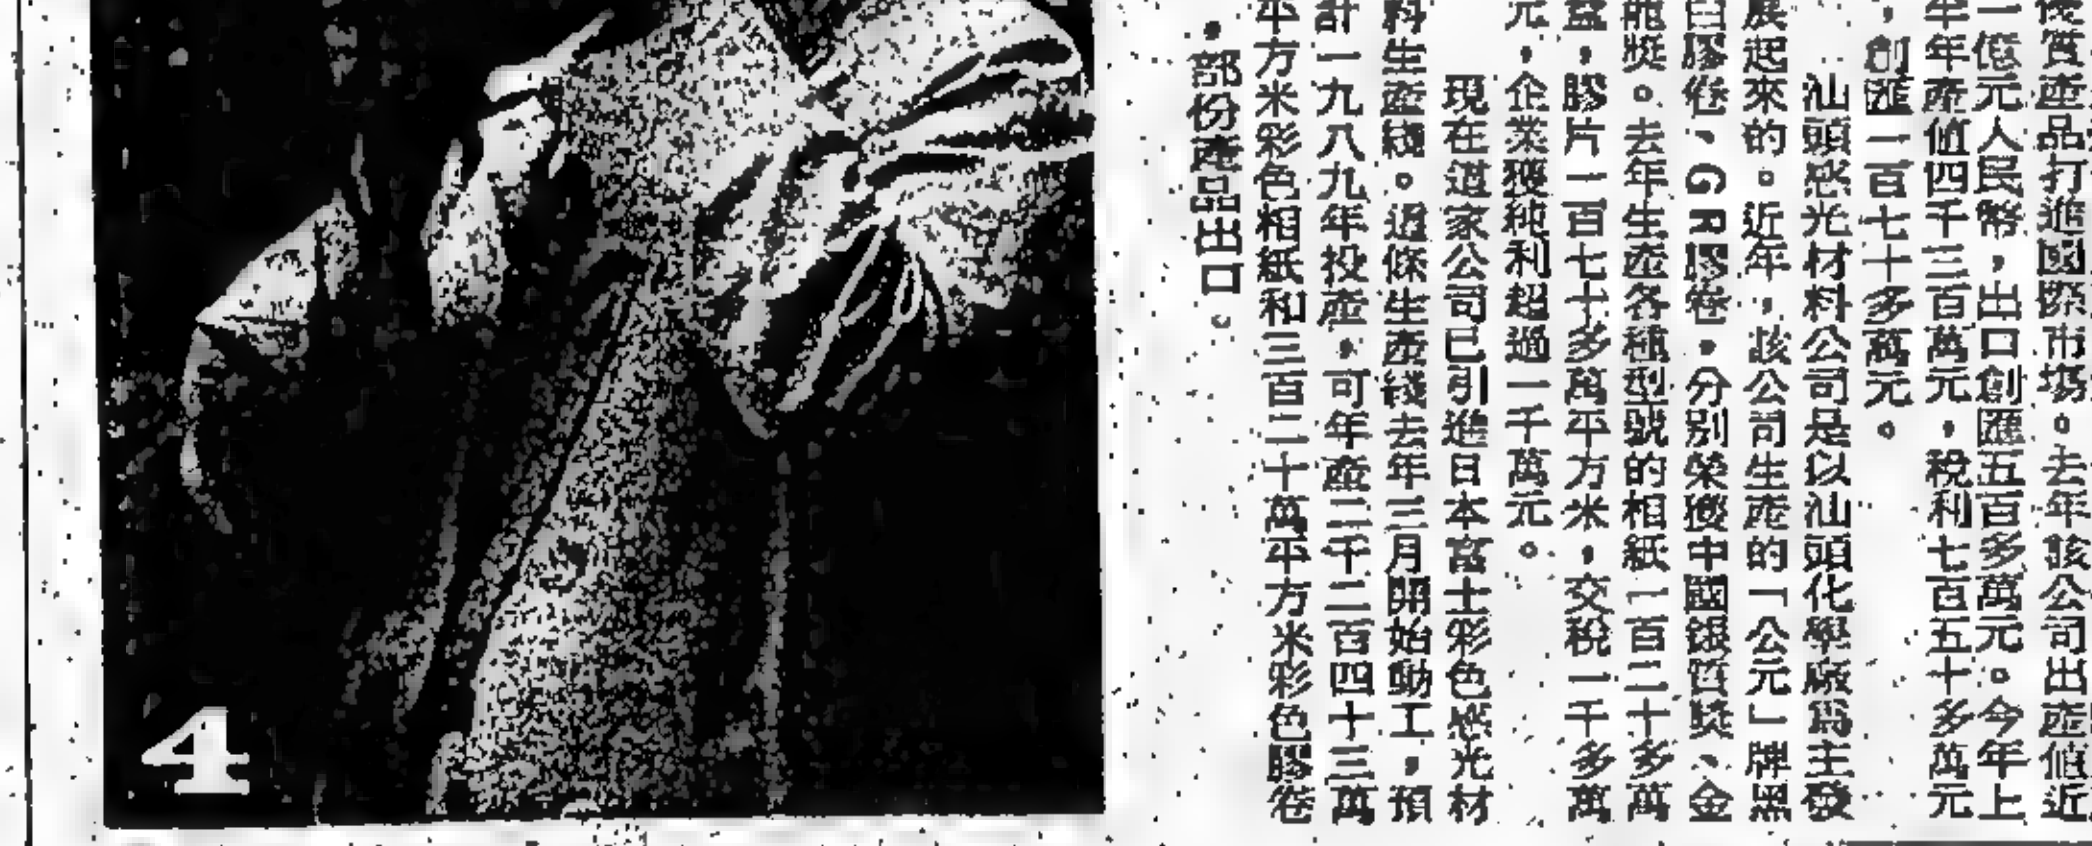 優質產品打進國際市場。去年該公司出產值近
一億元人民幣，出口創匯五百多萬元。今年上
半年產值四千三百萬元，稅利七百五十多萬元
，創匯一百七十多萬元。
汕頭感光材料公司是以汕頭化學廠爲主發
展起來的。近年，該公司生產的「公元」牌黑
白膠卷、GR膠卷，分別榮獲中國銀質獎、金
龍獎。去年生產各種型號的相紙一百二十多萬
盒，膠片一百七十多萬平方米，交稅一千多萬
元，企業獲純利超過一千萬元。
現在這家公司已引進日本富士彩色感光材
料生產綫。這條生產綫去年三月開始動工，預
計一九八九年投產，可年產二千二百四十三萬
平方米彩色相紙和三百二十萬平方米彩色膠卷
，部份產品出口。
4